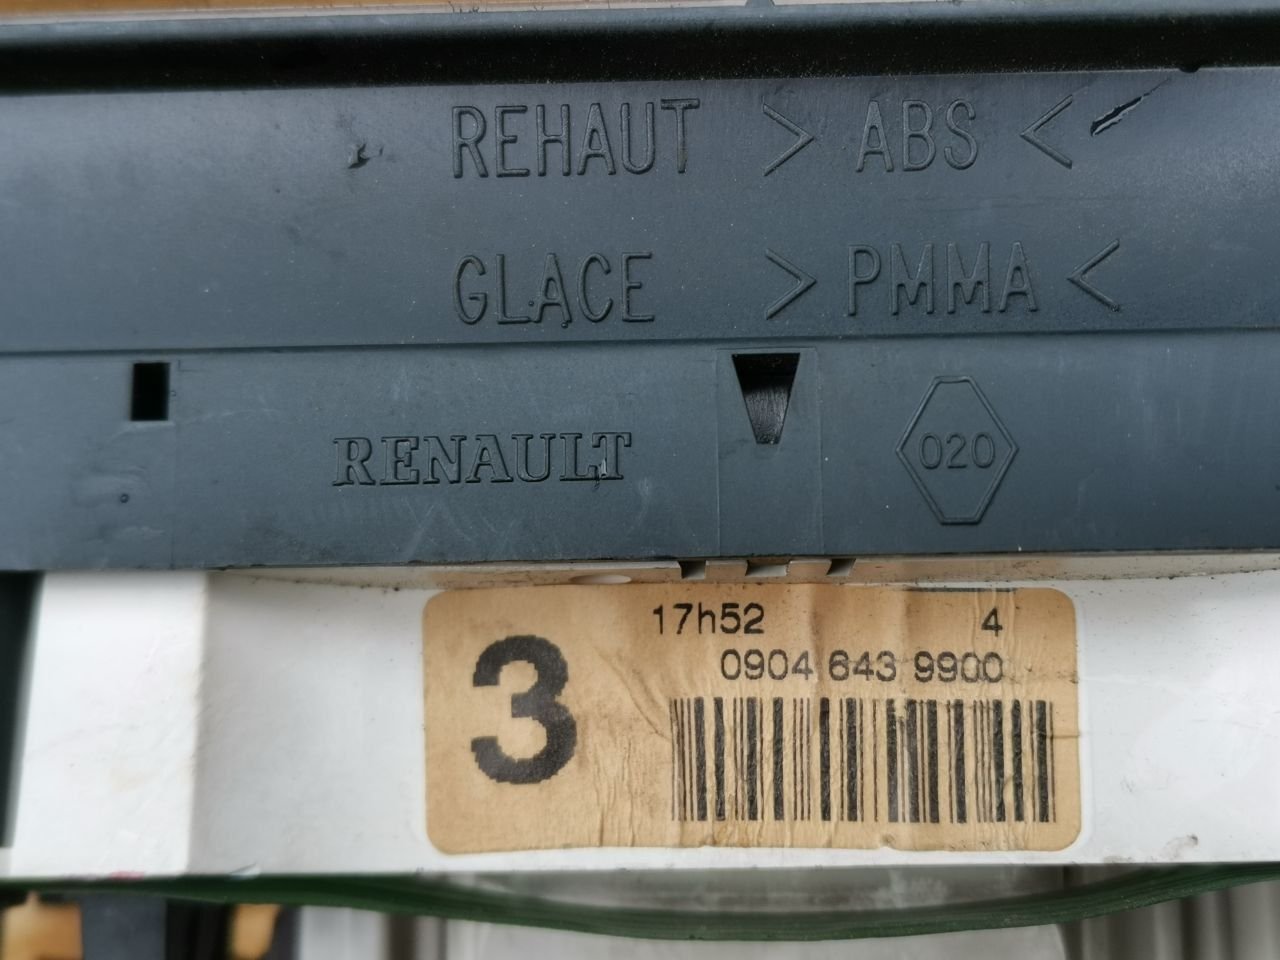 REHAUT > ABS <
GLACE > PMMA <
RENAULT
020
17h52 4
0904 643 9900
3